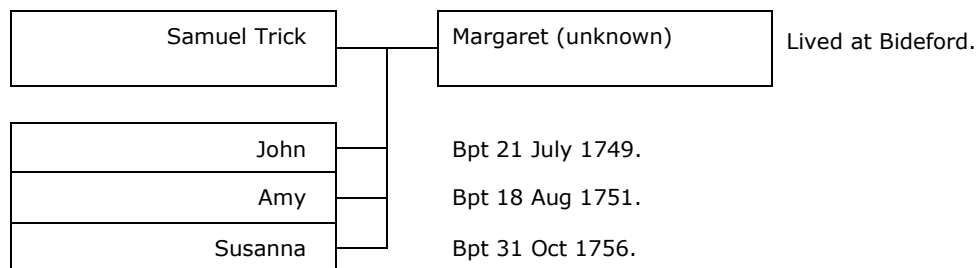 Samuel Trick Margaret (unknown) Lived at Bideford.
John Bpt 21 July 1749.
Amy Bpt 18 Aug 1751.
Susanna Bpt 31 Oct 1756.